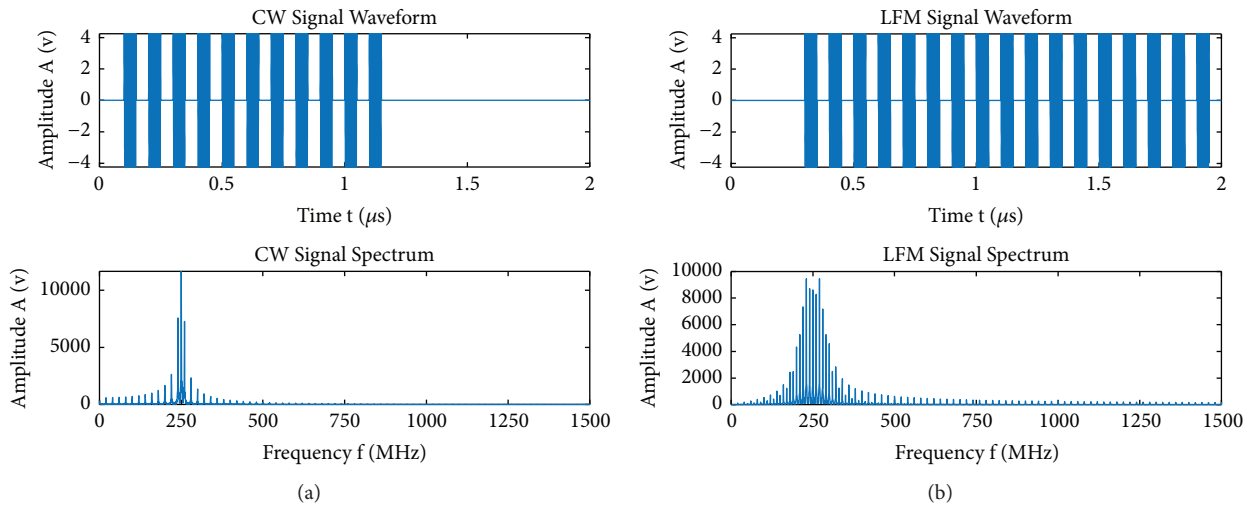 CW Signal Waveform
Amplitude A (v)
4
2
0
−2
−4
0 0.5 1 1.5 2
Time t (μs)
CW Signal Spectrum
Amplitude A (v)
10000
5000
0
0 250 500 750 1000 1250 1500
Frequency f (MHz)
(a)
LFM Signal Waveform
Amplitude A (v)
4
2
0
−2
−4
0 0.5 1 1.5 2
Time t (μs)
LFM Signal Spectrum
Amplitude A (v)
10000
8000
6000
4000
2000
0
0 250 500 750 1000 1250 1500
Frequency f (MHz)
(b)